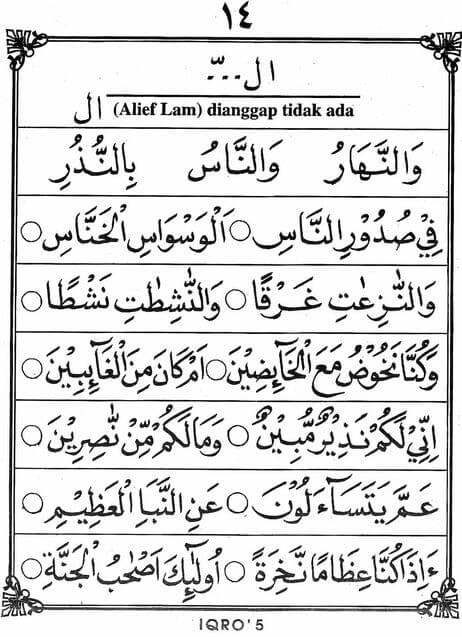 ١٤
ال...ّ
ال (Alief Lam) dianggap tidak ada
وَالنَّهَارُ وَالنَّاسُ بِالنُّذُرِ
فِيْ صُدُوْرِ النَّاسِ ○ اَلْوَسْوَاسِ الْخَنَّاسِ ○
وَالنّٰزِعٰتِ غَرْقًا ○ وَالنّٰشِطٰتِ نَشْطًا ○
وَكُنَّا نَخُوْضُ مَعَ الْخَآئِضِيْنَ ○ اَمْ كَانَ مِنَ الْغَآئِبِيْنَ ○
اِنِّيْ لَكُمْ نَذِيْرٌ مُّبِيْنٌ ○ وَمَا لَكُمْ مِّنْ نّٰصِرِيْنَ ○
عَمَّ يَتَسَآءَلُوْنَ ○ عَنِ النَّبَاِ الْعَظِيْمِ ○
ءَاِذَا كُنَّا عِظَامًا نَّخِرَةً ○ اُولٰٓئِكَ اَصْحٰبُ الْجَنَّةِ ○
IQRO'5